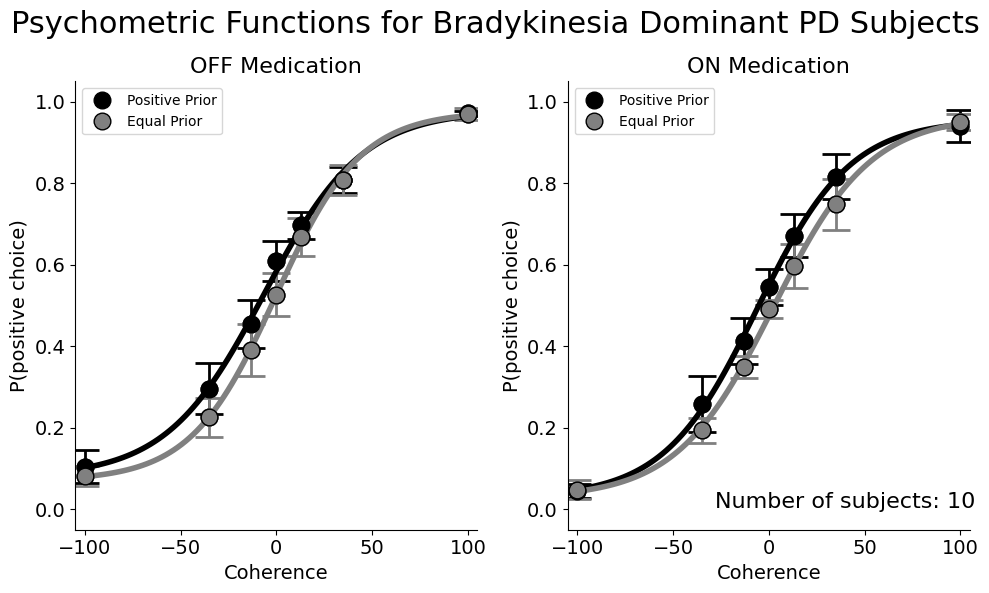 Psychometric Functions for Bradykinesia Dominant PD Subjects
OFF Medication
Positive Prior
Equal Prior
P(positive choice)
1.0
0.8
0.6
0.4
0.2
0.0
−100
−50
0
50
100
Coherence
ON Medication
Positive Prior
Equal Prior
P(positive choice)
1.0
0.8
0.6
0.4
0.2
0.0
Number of subjects: 10
−100
−50
0
50
100
Coherence